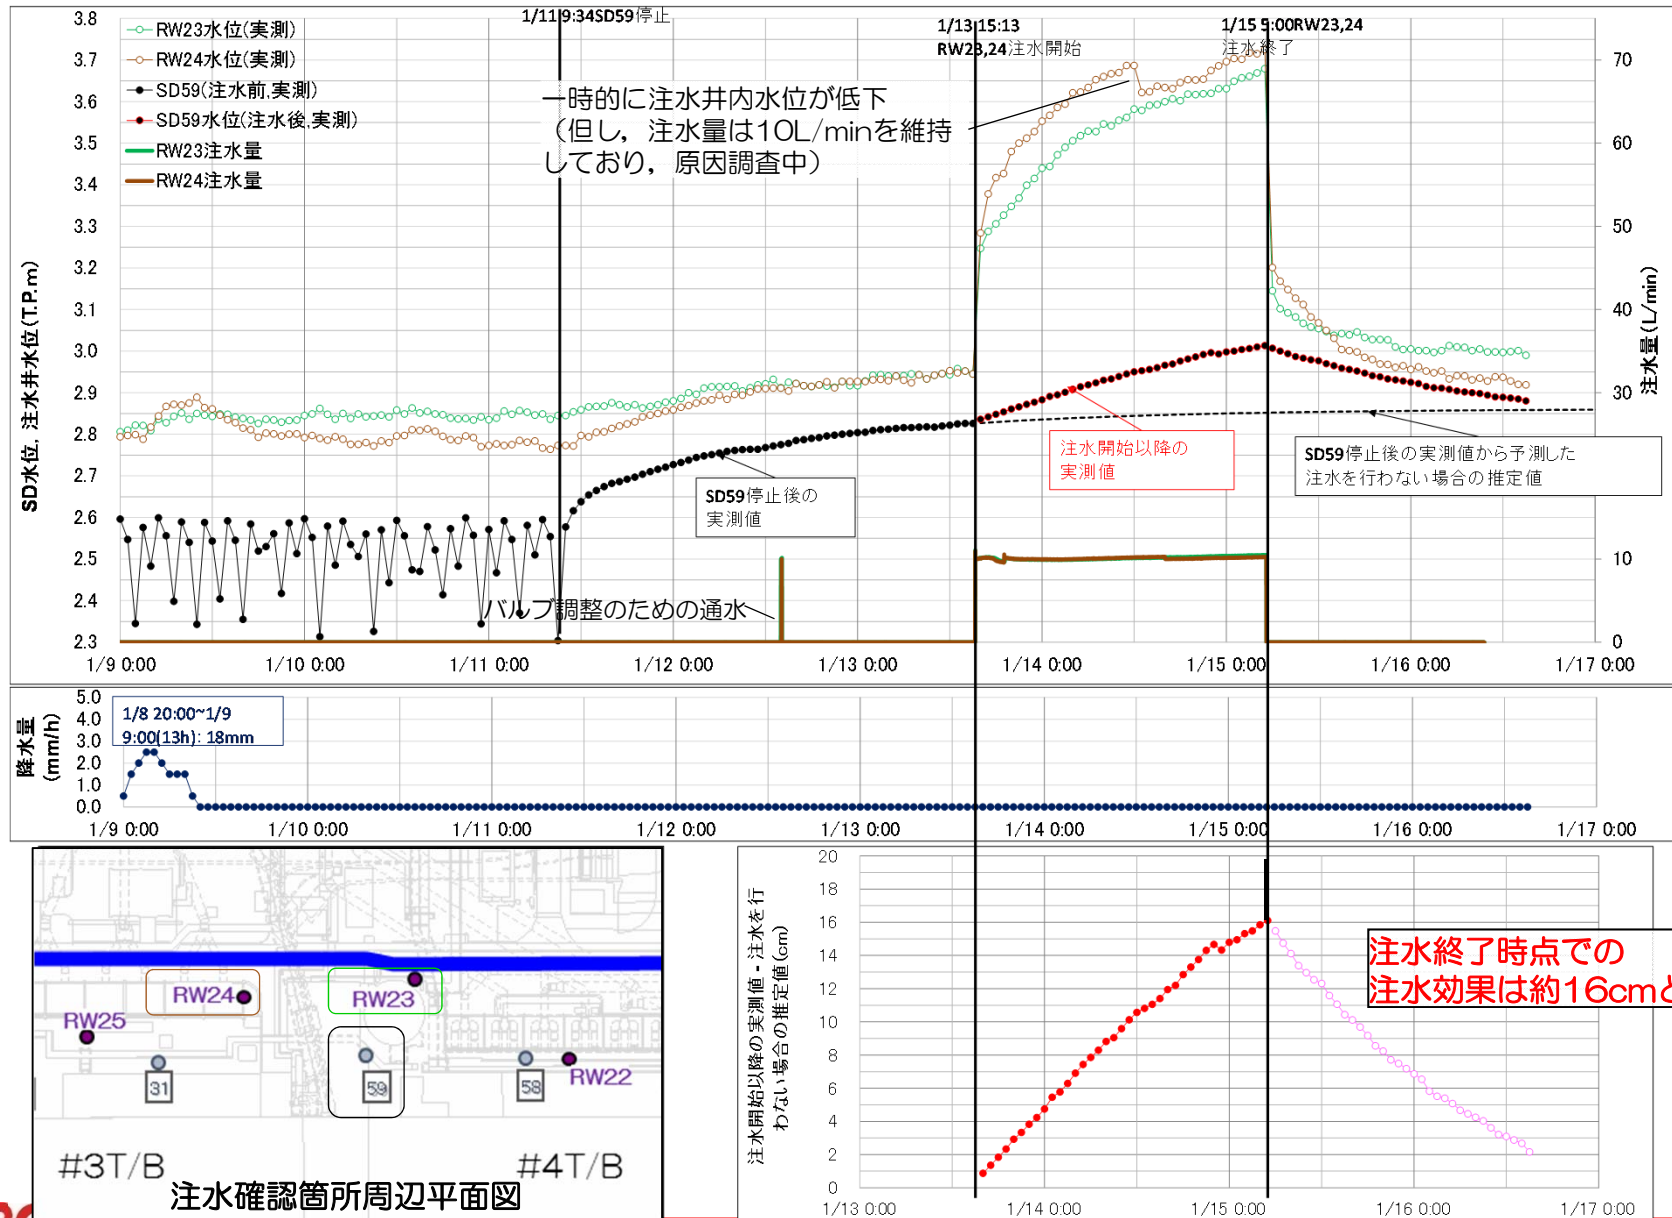 1/11 9:34SD59停止
1/13 15:13
RW23,24注水開始
1/15 5:00RW23,24
注水終了
RW23水位(実測)
RW24水位(実測)
SD59(注水前,実測)
SD59水位(注水後,実測)
RW23注水量
RW24注水量
一時的に注水井内水位が低下
(但し，注水量は10L/minを維持
しており，原因調査中)
SD水位，注水井水位(T.P.m)
3.8
3.7
3.6
3.5
3.4
3.3
3.2
3.1
3.0
2.9
2.8
2.7
2.6
2.5
2.4
2.3
注水量(L/min)
70
60
50
40
30
10
0
注水開始以降の
実測値
SD59停止後の実測値から予測した
注水を行わない場合の推定値
SD59停止後の
実測値
バルブ調整のための通水
1/9 0:00 1/10 0:00 1/11 0:00 1/12 0:00 1/13 0:00 1/14 0:00 1/15 0:00 1/16 0:00 1/17 0:00
降水量
(mm/h)
5.0
4.0
3.0
2.0
1.0
0.0
1/8 20:00~1/9
9:00(13h): 18mm
1/9 0:00 1/10 0:00 1/11 0:00 1/12 0:00 1/13 0:00 1/14 0:00 1/15 0:00 1/16 0:00 1/17 0:00
RW24
RW23
RW25
RW22
31
59
58
#3T/B
#4T/B
注水確認箇所周辺平面図
注水開始以降の実測値‐注水を行
わない場合の推定値(cm)
20
18
16
14
12
10
8
6
4
2
0
注水終了時点での
注水効果は約16cmと
1/13 0:00 1/14 0:00 1/15 0:00 1/16 0:00 1/17 0:00